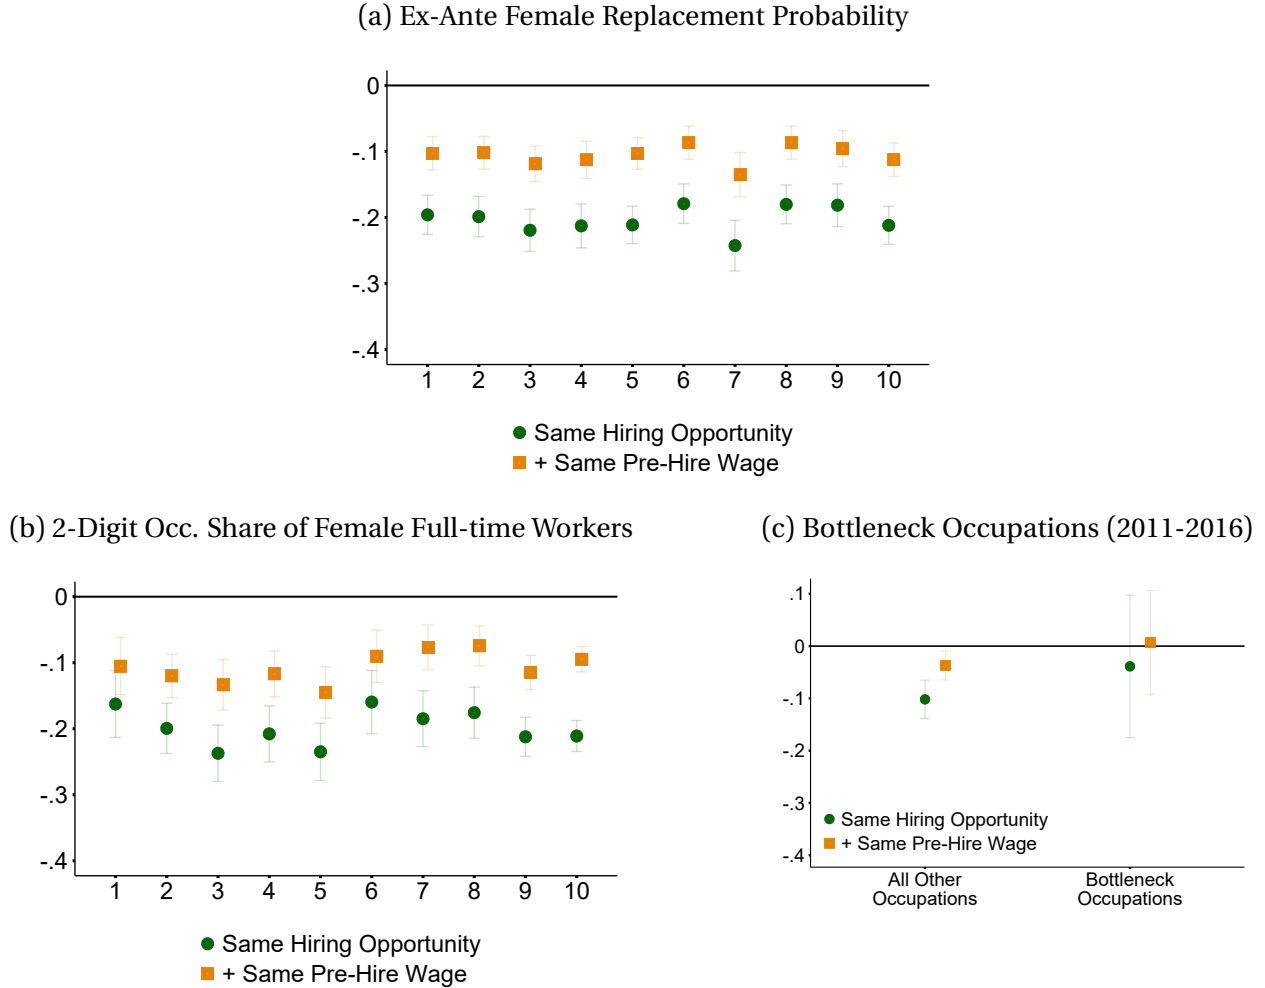 (a) Ex-Ante Female Replacement Probability
0
-.1
-.2
-.3
-.4
1 2 3 4 5 6 7 8 9 10
Same Hiring Opportunity
+ Same Pre-Hire Wage
(b) 2-Digit Occ. Share of Female Full-time Workers
0
-.1
-.2
-.3
-.4
1 2 3 4 5 6 7 8 9 10
Same Hiring Opportunity
+ Same Pre-Hire Wage
(c) Bottleneck Occupations (2011-2016)
.1
0
-.1
-.2
-.3
-.4
Same Hiring Opportunity
+ Same Pre-Hire Wage
All Other
Occupations
Bottleneck
Occupations